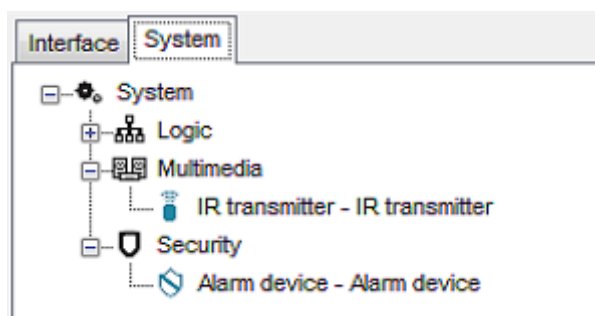 Interface System
System
Logic
Multimedia
IR transmitter - IR transmitter
Security
Alarm device - Alarm device